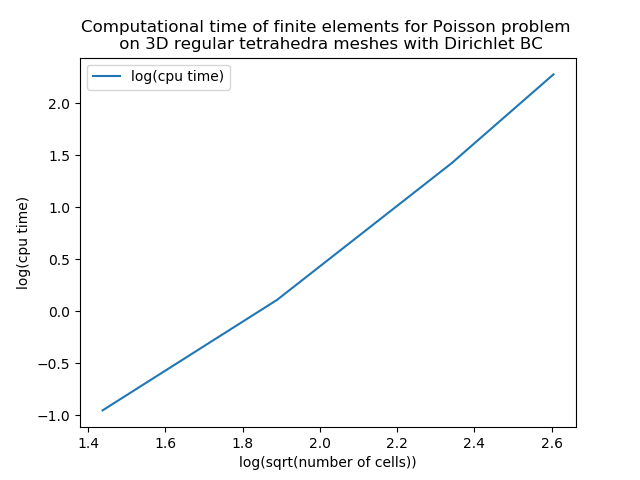 Computational time of finite elements for Poisson problem
on 3D regular tetrahedra meshes with Dirichlet BC
log(cpu time)
log(cpu time)
2.0
1.5
1.0
0.5
0.0
−0.5
−1.0
1.4
1.6
1.8
2.0
2.2
2.4
2.6
log(sqrt(number of cells))